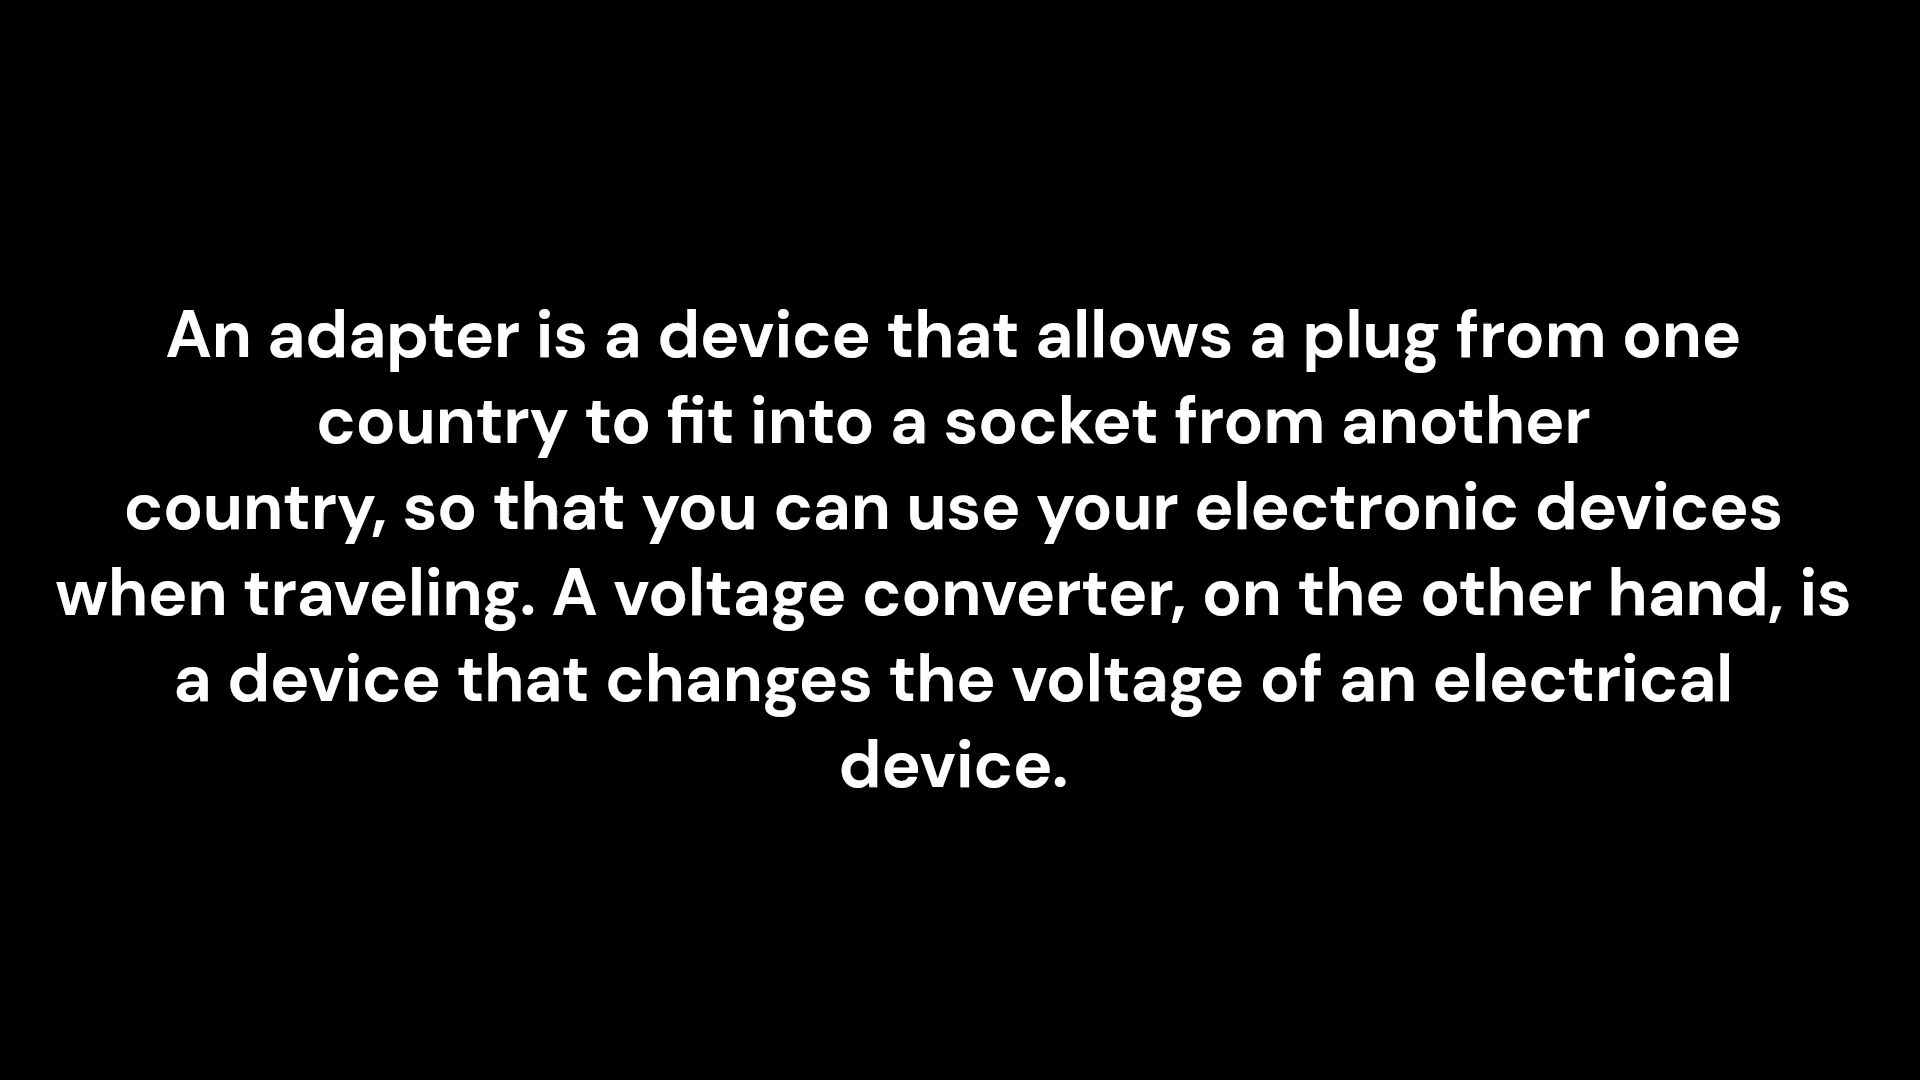 An adapter is a device that allows a plug from one
country to fit into a socket from another
country, so that you can use your electronic devices
when traveling. A voltage converter, on the other hand, is
a device that changes the voltage of an electrical
device.